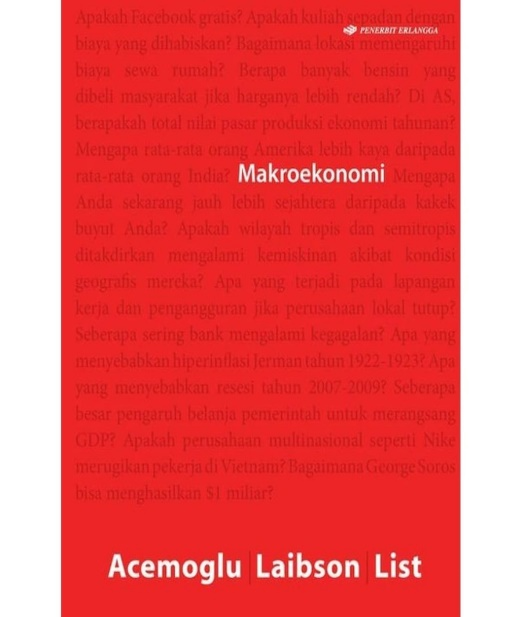 Apakah Facebook gratis? Apakah kuliah sepadan dengan
PENERBIT ERLANGGA
biaya yang dihabiskan? Bagaimana lokasi memengaruhi
biaya sewa rumah? Berapa banyak bensin yang
dibeli masyarakat jika harganya lebih rendah? Di AS,
berapakah total nilai pasar produksi ekonomi tahunan?
Mengapa rata-rata orang Amerika lebih kaya daripada
rata-rata orang India? Makroekonomi Mengapa
Anda sekarang jauh lebih sejahtera daripada kakek
buyut Anda? Apakah wilayah tropis dan semitropis
ditakdirkan mengalami kemiskinan akibat kondisi
geografis mereka? Apa yang terjadi pada lapangan
kerja dan pengangguran jika perusahaan lokal tutup?
Seberapa sering bank mengalami kegagalan? Apa yang
menyebabkan hiperinflasi Jerman tahun 1922-1923? Apa
yang menyebabkan resesi tahun 2007-2009? Seberapa
besar pengaruh belanja pemerintah untuk merangsang
GDP? Apakah perusahaan multinasional seperti Nike
merugikan pekerja di Vietnam? Bagaimana George Soros
bisa menghasilkan $1 miliar?
Acemoglu | Laibson | List